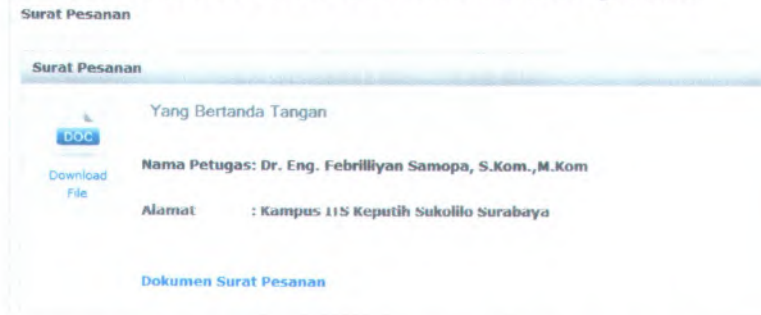 Surat Pesanan
Surat Pesanan
Yang Bertanda Tangan
DOC
Download
File
Nama Petugas: Dr. Eng. Febrilliyan Samopa, S.Kom.,M.Kom
Alamat : Kampus ITS Keputih Sukolilo Surabaya
Dokumen Surat Pesanan